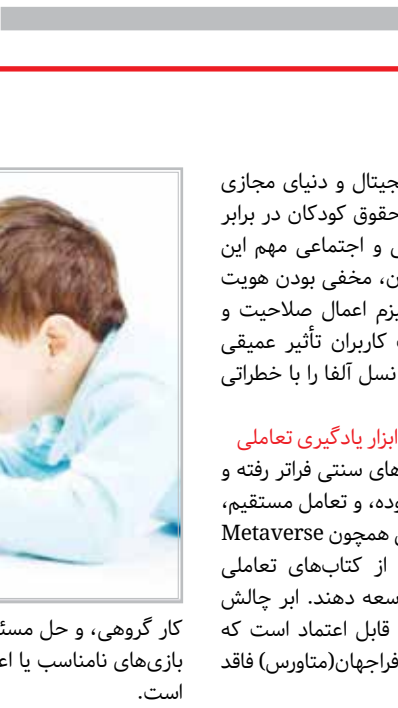 جیتال و دنیای مجازی
حقوق کودکان در برابر
و اجتماعی مهم این
مخفی بودن هویت
اعمال صلاحیت و
کاربران تأثیر عمیقی
نسل آلفا را با خطراتی
ابزار یادگیری تعاملی
های سنتی فراتر رفته و
وده، و تعامل مستقیم،
همچون Metaverse
از کتاب‌های تعاملی
سعه دهند. ابر چالش
قابل اعتماد است که
فراجهان(متاورس) فاقد
کار گروهی، و حل مسئ
بازی‌های نامناسب یا اع
است.